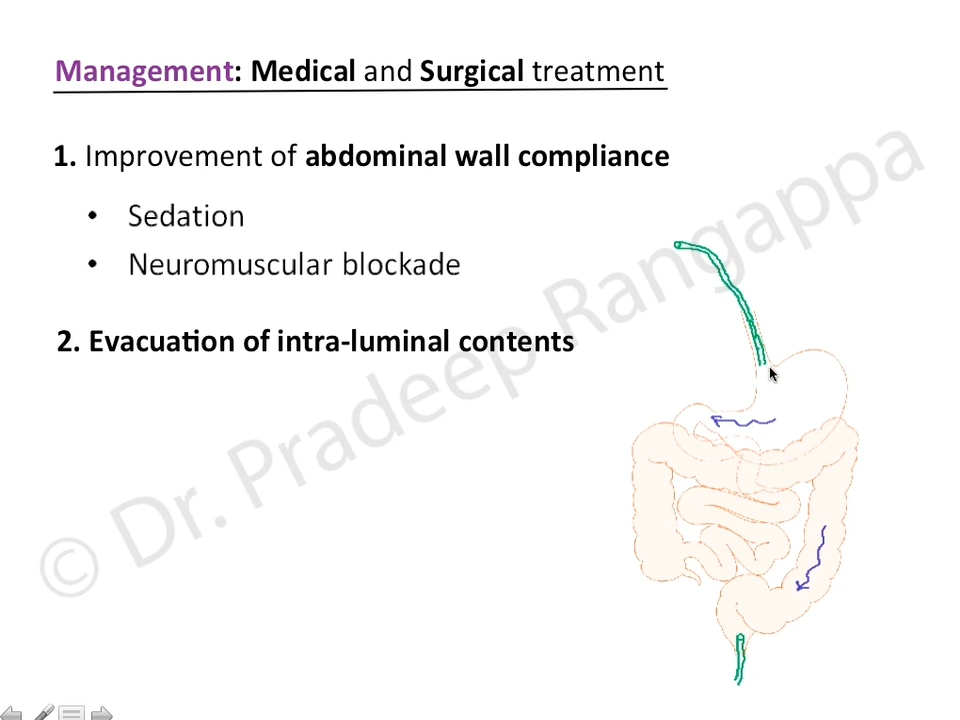 Management: Medical and Surgical treatment
1. Improvement of abdominal wall compliance
• Sedation
• Neuromuscular blockade
2. Evacuation of intra-luminal contents
© Dr. Pradeep Rangappa